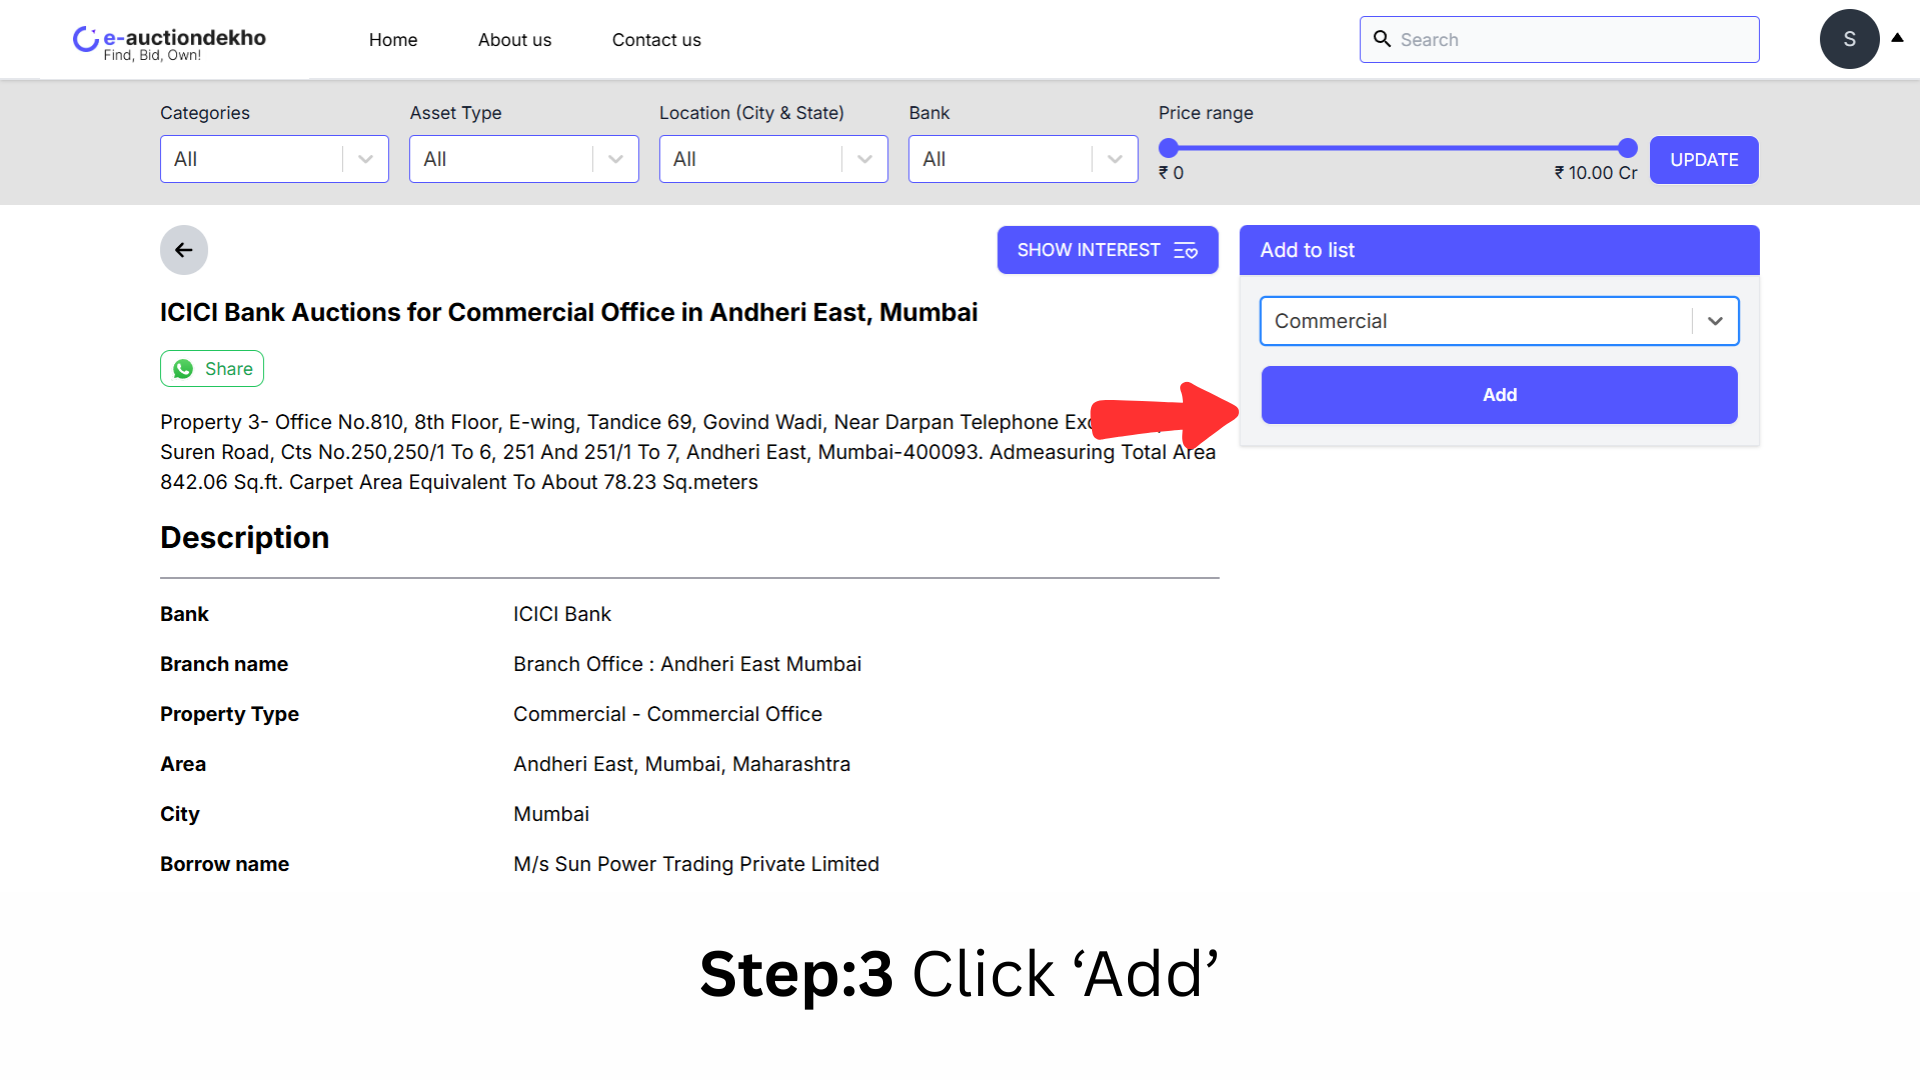 e-auctiondekho
Find, Bid, Own!
Home
About us
Contact us
Search
S
Categories
Asset Type
Location (City & State)
Bank
Price range
All
All
All
All
₹ 0
₹ 10.00 Cr
UPDATE
SHOW INTEREST
Add to list
ICICI Bank Auctions for Commercial Office in Andheri East, Mumbai
Commercial
Share
Add
Property 3- Office No.810, 8th Floor, E-wing, Tandice 69, Govind Wadi, Near Darpan Telephone
Suren Road, Cts No.250,250/1 To 6, 251 And 251/1 To 7, Andheri East, Mumbai-400093. Admeasuring Total Area
842.06 Sq.ft. Carpet Area Equivalent To About 78.23 Sq.meters
Description
Bank
ICICI Bank
Branch name
Branch Office : Andheri East Mumbai
Property Type
Commercial - Commercial Office
Area
Andheri East, Mumbai, Maharashtra
City
Mumbai
Borrow name
M/s Sun Power Trading Private Limited
Step:3 Click ‘Add’